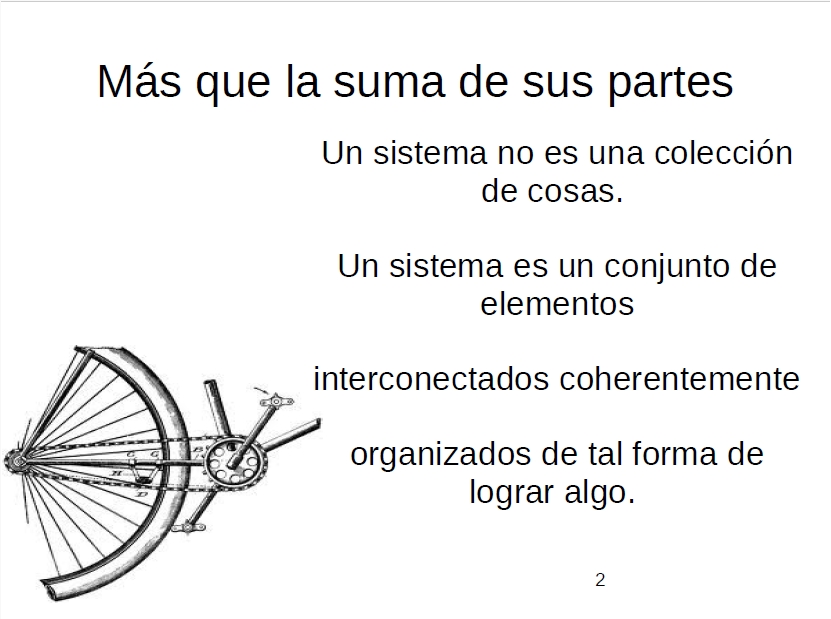 Más que la suma de sus partes
Un sistema no es una colección
de cosas.
Un sistema es un conjunto de
elementos
interconectados coherentemente
organizados de tal forma de
lograr algo.
B
C
G
H
D
2